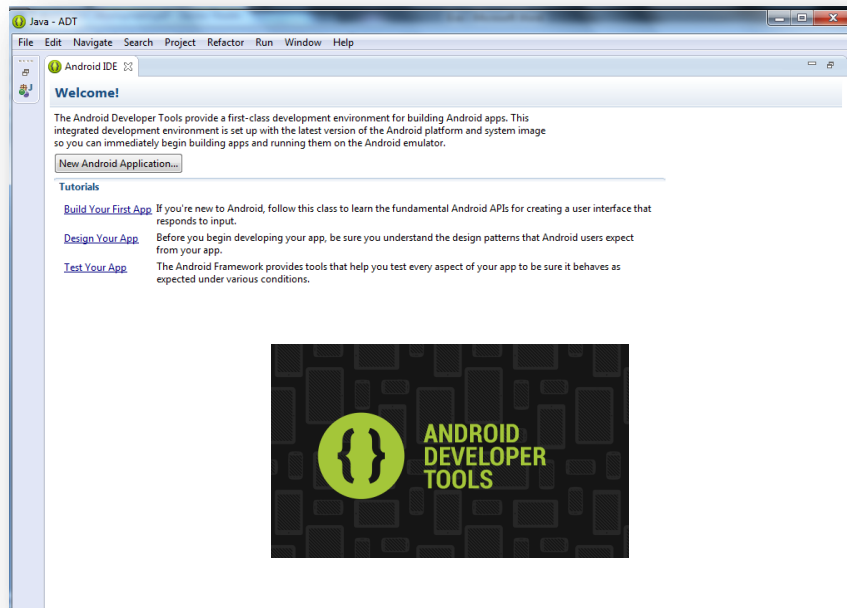 Java - ADT
File Edit Navigate Search Project Refactor Run Window Help
Android IDE
Welcome!
The Android Developer Tools provide a first-class development environment for building Android apps. This
integrated development environment is set up with the latest version of the Android platform and system image
so you can immediately begin building apps and running them on the Android emulator.
New Android Application...
Tutorials
Build Your First App If you're new to Android, follow this class to learn the fundamental Android APIs for creating a user interface that
responds to input.
Design Your App Before you begin developing your app, be sure you understand the design patterns that Android users expect
from your app.
Test Your App The Android Framework provides tools that help you test every aspect of your app to be sure it behaves as
expected under various conditions.
{}
ANDROID
DEVELOPER
TOOLS